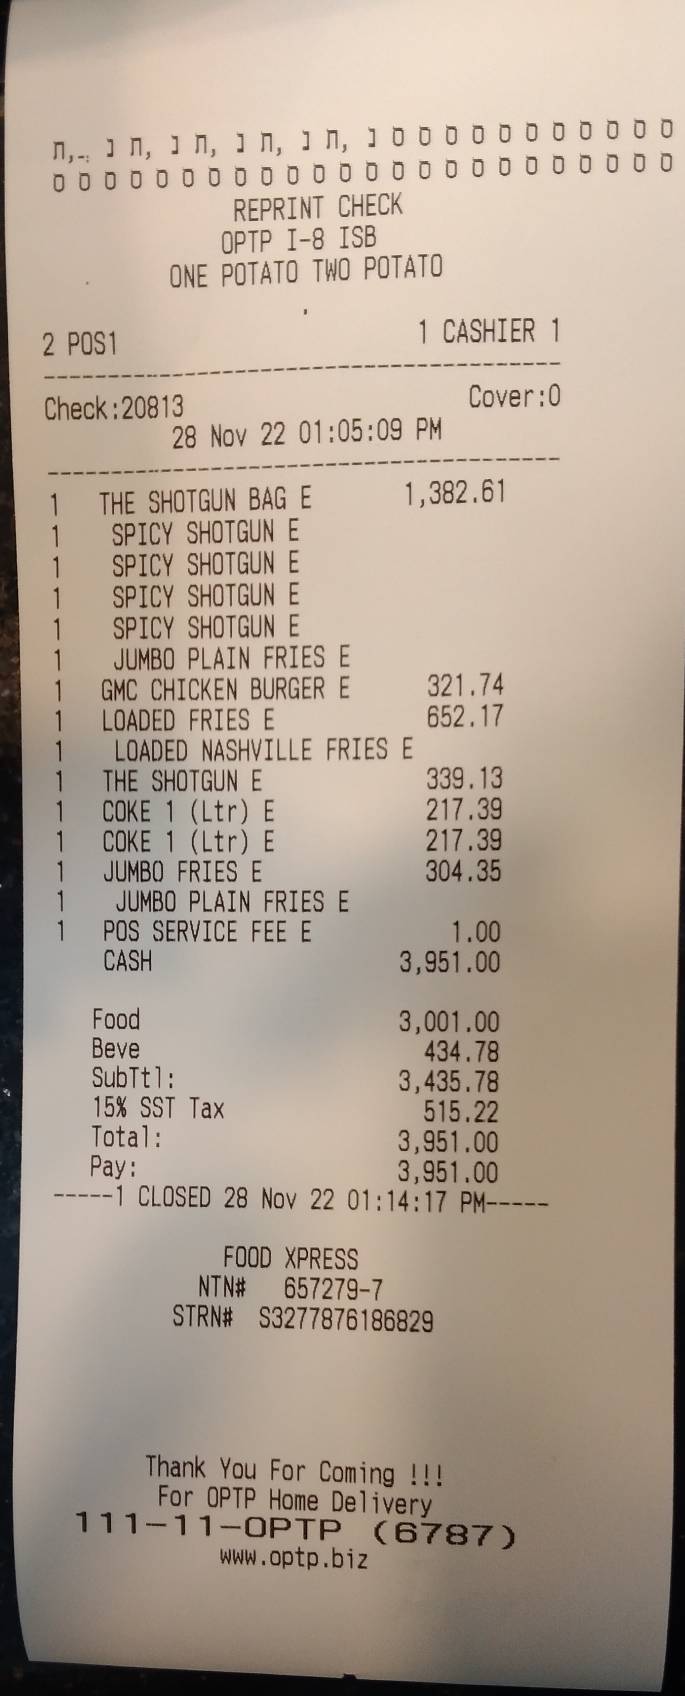 REPRINT CHECK
OPTP I-8 ISB
ONE POTATO TWO POTATO
2 POS1 1 CASHIER 1
Check:20813 Cover:0
28 Nov 22 01:05:09 PM
1 THE SHOTGUN BAG E 1,382.61
1 SPICY SHOTGUN E
1 SPICY SHOTGUN E
1 SPICY SHOTGUN E
1 SPICY SHOTGUN E
1 JUMBO PLAIN FRIES E
1 GMC CHICKEN BURGER E 321.74
1 LOADED FRIES E 652.17
1 LOADED NASHVILLE FRIES E
1 THE SHOTGUN E 339.13
1 COKE 1 (Ltr) E 217.39
1 COKE 1 (Ltr) E 217.39
1 JUMBO FRIES E 304.35
1 JUMBO PLAIN FRIES E
1 POS SERVICE FEE E 1.00
CASH 3,951.00
Food 3,001.00
Beve 434.78
SubTtl: 3,435.78
15% SST Tax 515.22
Total: 3,951.00
Pay: 3,951.00
-----1 CLOSED 28 Nov 22 01:14:17 PM-----
FOOD XPRESS
NTN# 657279-7
STRN# S3277876186829
Thank You For Coming !!!
For OPTP Home Delivery
111-11-OPTP (6787)
www.optp.biz